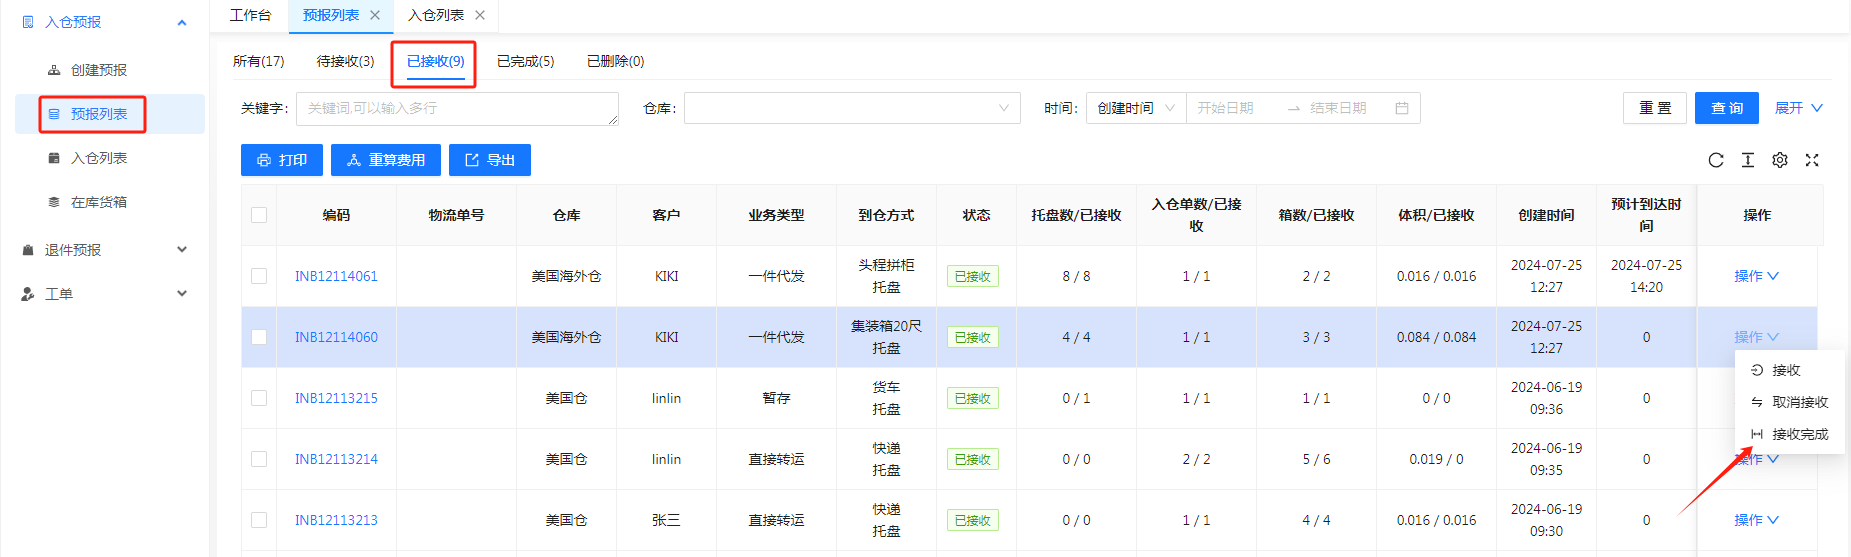 入仓预报
创建预报
预报列表
入仓列表
在库货箱
退件预报
工单
工作台 预报列表 入仓列表
所有(17) 待接收(3) 已接收(9) 已完成(5) 已删除(0)
关键字： 关键词,可以输入多行 仓库： 时间： 创建时间 开始日期 结束日期 重 置 查 询 展开
打印 重算费用 导出
编码 物流单号 仓库 客户 业务类型 到仓方式 状态 托盘数/已接收 入仓单数/已接收 箱数/已接收 体积/已接收 创建时间 预计到达时间 操作
INB12114061 美国海外仓 KIKI 一件代发 头程拼柜 托盘 已接收 8 / 8 1 / 1 2 / 2 0.016 / 0.016 2024-07-25 12:27 2024-07-25 14:20 操作
INB12114060 美国海外仓 KIKI 一件代发 集装箱20尺 托盘 已接收 4 / 4 1 / 1 3 / 3 0.084 / 0.084 2024-07-25 12:27 0 操作
接收
取消接收
接收完成
INB12113215 美国仓 linlin 暂存 货车 托盘 已接收 0 / 1 1 / 1 1 / 1 0 / 0 2024-06-19 09:36 0
INB12113214 美国仓 linlin 直接转运 快递 托盘 已接收 0 / 0 2 / 2 5 / 6 0.019 / 0 2024-06-19 09:35 0 操作
INB12113213 美国仓 张三 直接转运 快递 托盘 已接收 0 / 0 1 / 1 4 / 4 0.016 / 0.016 2024-06-19 09:30 0 操作